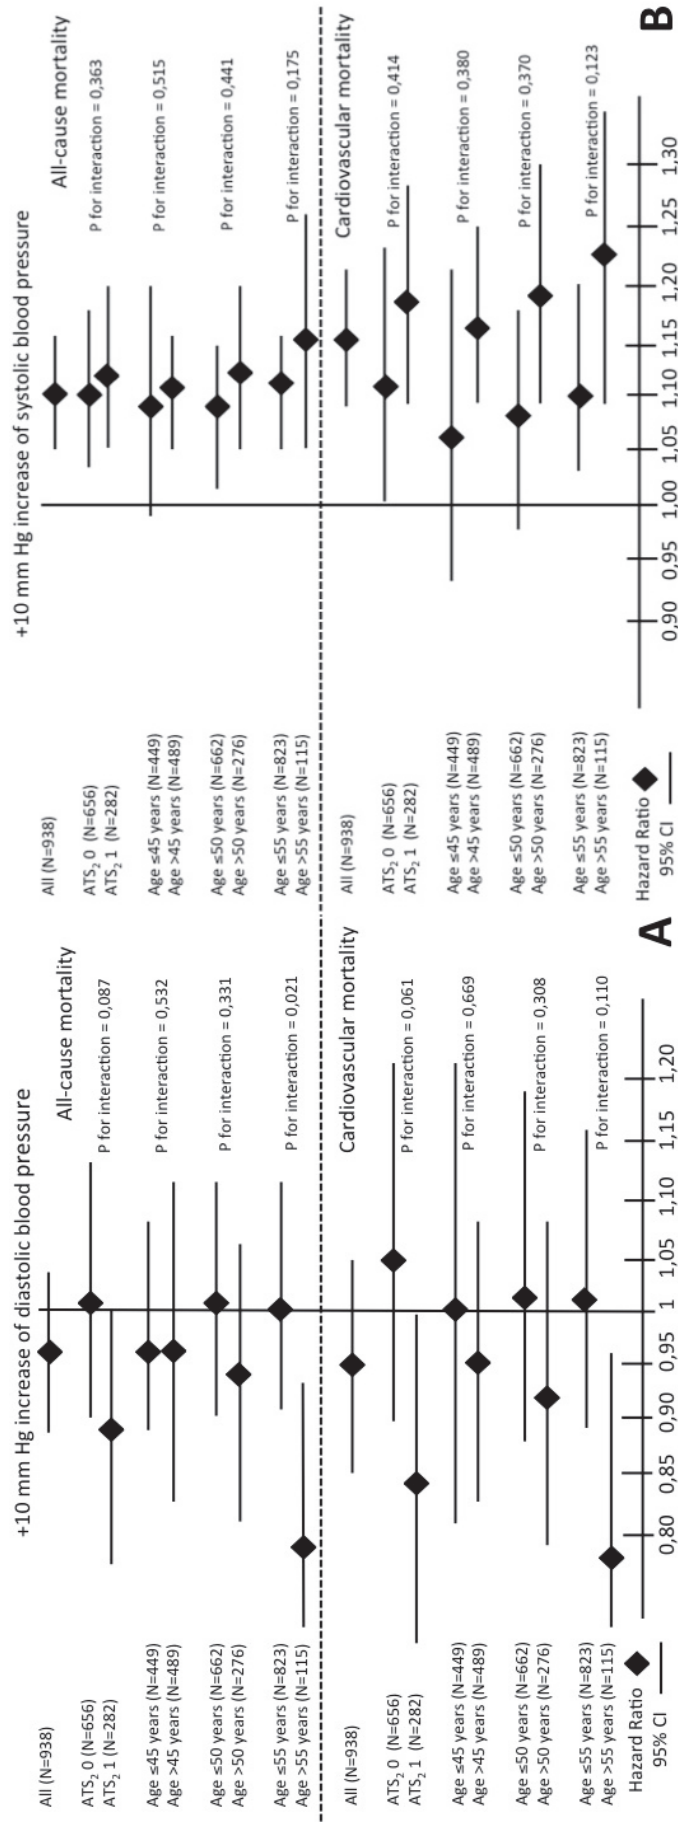 +10 mm Hg increase of diastolic blood pressure
All-cause mortality
All (N=938)
ATS2 0 (N=656)
ATS2 1 (N=282)
P for interaction = 0,087
Age ≤45 years (N=449)
Age >45 years (N=489)
P for interaction = 0,532
Age ≤50 years (N=662)
Age >50 years (N=276)
P for interaction = 0,331
Age ≤55 years (N=823)
Age >55 years (N=115)
P for interaction = 0,021
Cardiovascular mortality
All (N=938)
ATS2 0 (N=656)
ATS2 1 (N=282)
P for interaction = 0,061
Age ≤45 years (N=449)
Age >45 years (N=489)
P for interaction = 0,669
Age ≤50 years (N=662)
Age >50 years (N=276)
P for interaction = 0,308
Age ≤55 years (N=823)
Age >55 years (N=115)
P for interaction = 0,110
Hazard Ratio
95% CI
0,80 0,85 0,90 0,95 1 1,05 1,10 1,15 1,20
A
+10 mm Hg increase of systolic blood pressure
All-cause mortality
All (N=938)
ATS2 0 (N=656)
ATS2 1 (N=282)
P for interaction = 0,363
Age ≤45 years (N=449)
Age >45 years (N=489)
P for interaction = 0,515
Age ≤50 years (N=662)
Age >50 years (N=276)
P for interaction = 0,441
Age ≤55 years (N=823)
Age >55 years (N=115)
P for interaction = 0,175
Cardiovascular mortality
All (N=938)
ATS2 0 (N=656)
ATS2 1 (N=282)
P for interaction = 0,414
Age ≤45 years (N=449)
Age >45 years (N=489)
P for interaction = 0,380
Age ≤50 years (N=662)
Age >50 years (N=276)
P for interaction = 0,370
Age ≤55 years (N=823)
Age >55 years (N=115)
P for interaction = 0,123
Hazard Ratio
95% CI
0,90 0,95 1,00 1,05 1,10 1,15 1,20 1,25 1,30
B